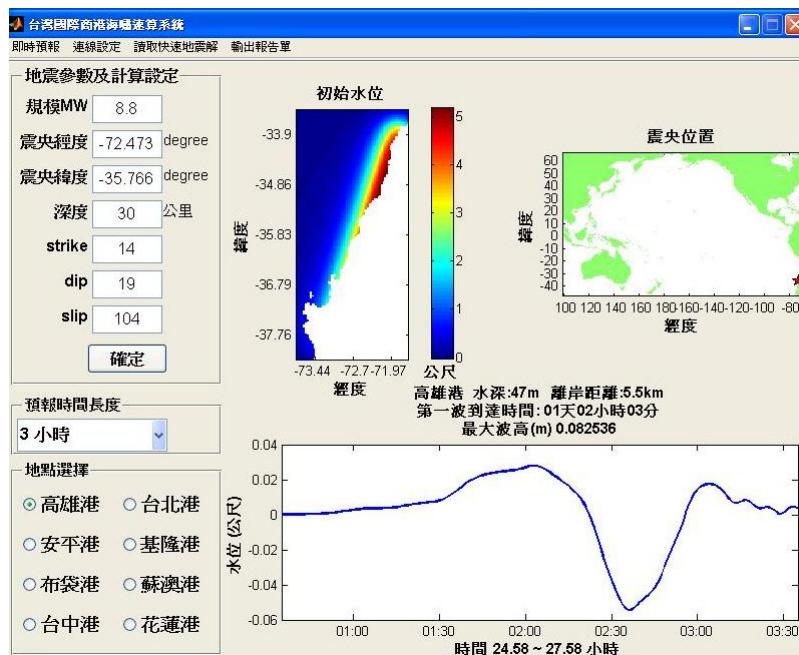 台灣國際商港海嘯速算系統
即時預報 連線設定 讀取快速地震解 輸出報告單
地震參數及計算設定
規模MW 8.8
震央經度 -72.473 degree
震央緯度 -35.766 degree
深度 30 公里
strike 14
dip 19
slip 104
確定
預報時間長度
3 小時
地點選擇
高雄港 台北港
安平港 基隆港
布袋港 蘇澳港
台中港 花蓮港
初始水位
緯度
-33.9
-34.86
-35.83
-36.79
-37.76
-73.44 -72.7 -71.97
經度
5
4
3
2
1
0
公尺
震央位置
緯度
60
50
40
30
20
10
0
-10
-20
-30
-40
100 120 140 160 180-160-140-120-100 -80
經度
高雄港 水深:47m 離岸距離:5.5km
第一波到達時間: 01天02小時03分
最大波高(m) 0.082536
水位 (公尺)
0.04
0.02
0
-0.02
-0.04
-0.06
01:00 01:30 02:00 02:30 03:00 03:30
時間 24.58 ~ 27.58 小時